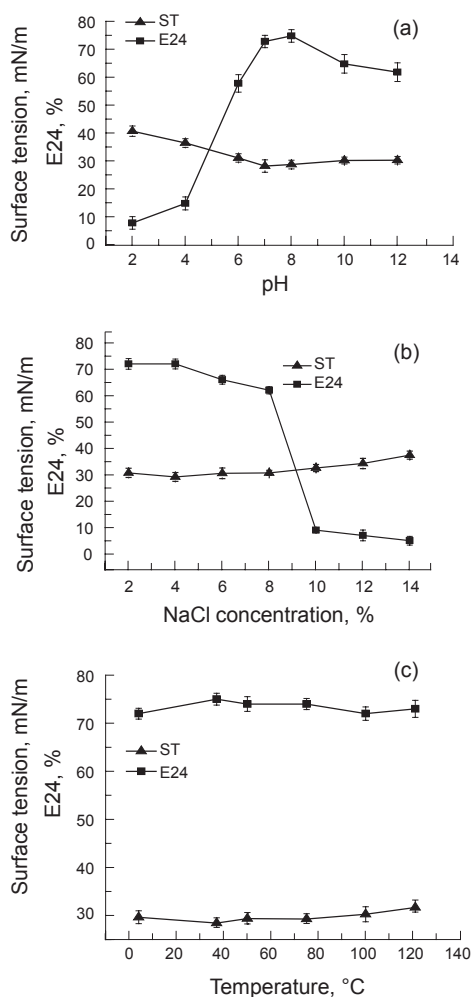 (a)
ST
E24
Surface tension, mN/m
E24, %
80
70
60
50
40
30
20
10
0
2 4 6 8 10 12 14
pH
(b)
ST
E24
Surface tension, mN/m
E24, %
80
70
60
50
40
30
20
10
0
2 4 6 8 10 12 14
NaCl concentration, %
(c)
ST
E24
Surface tension, mN/m
E24, %
80
70
60
50
40
30
0 20 40 60 80 100 120 140
Temperature, °C